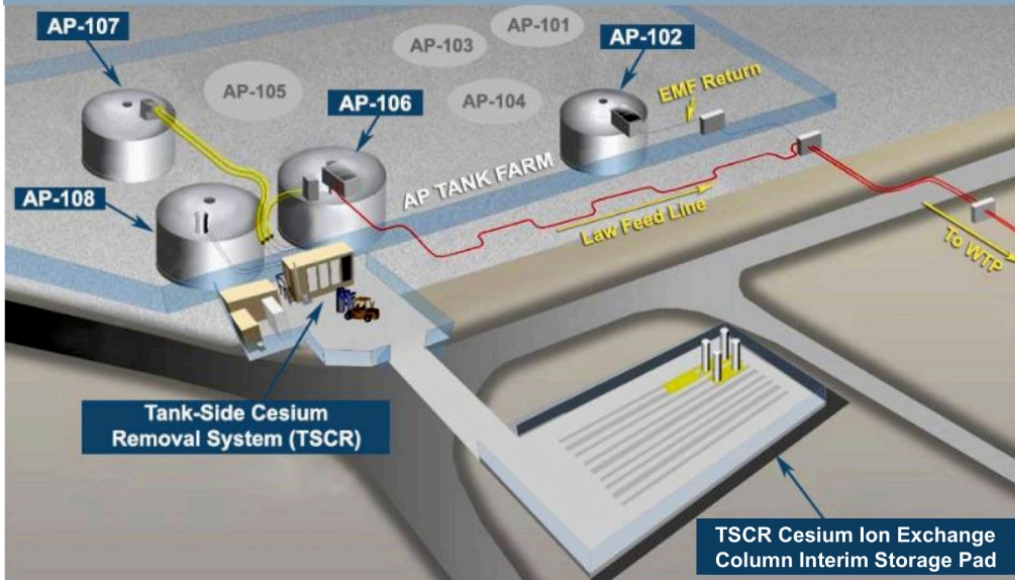 AP-107
AP-103
AP-101
AP-102
AP-105
AP-106
AP-104
EMF Return
AP-108
AP TANK FARM
Law Feed Line
To WTP
Tank-Side Cesium
Removal System (TSCR)
TSCR Cesium Ion Exchange
Column Interim Storage Pad